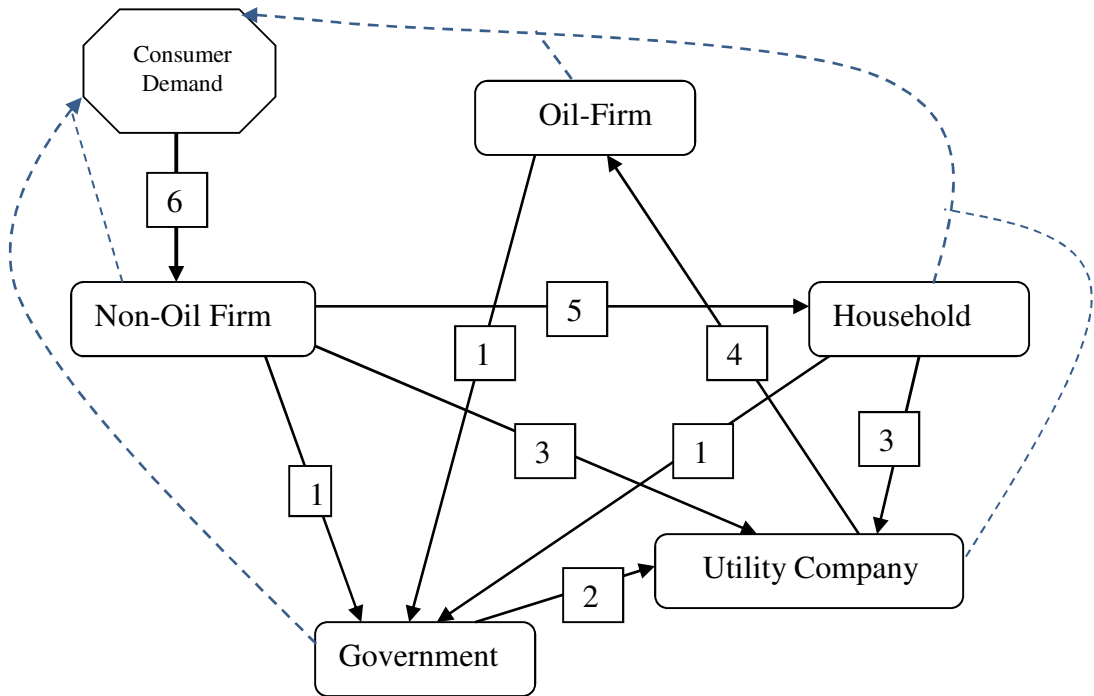 Consumer
Demand
Oil-Firm
6
Non-Oil Firm
5
Household
1
4
3
1
3
1
Utility Company
2
Government